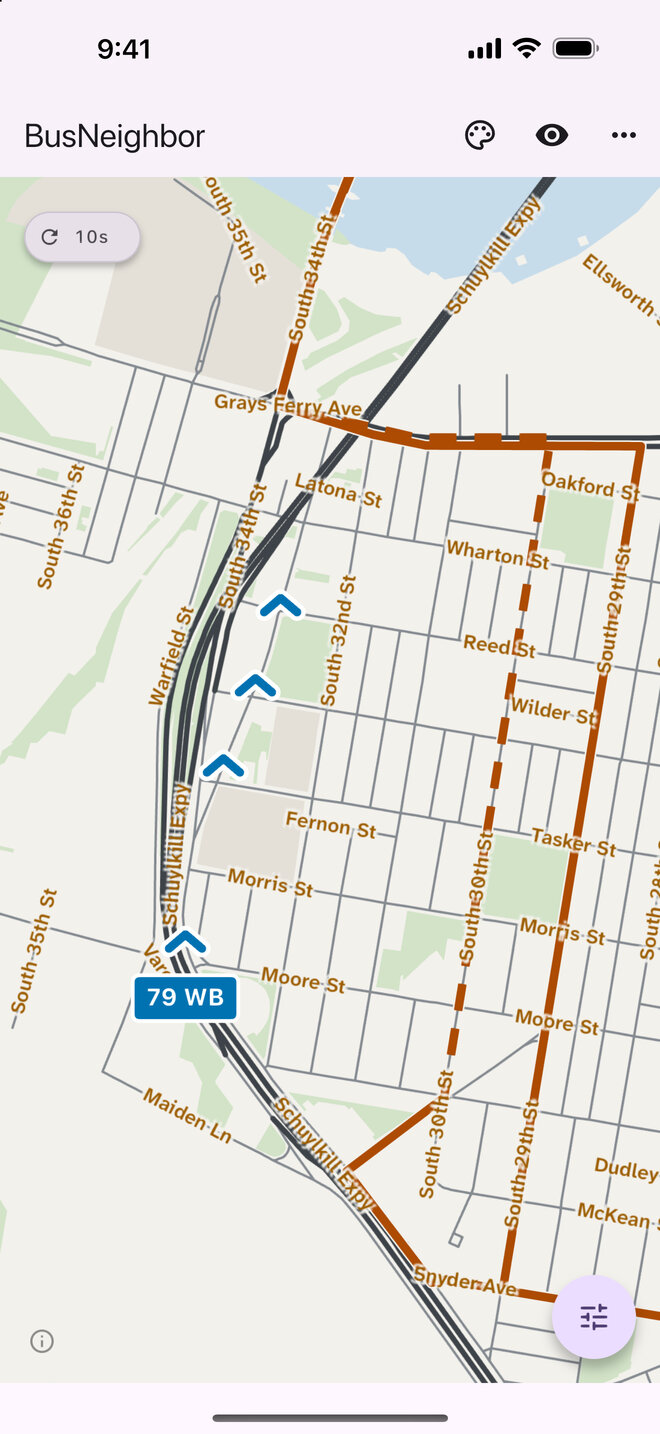 9:41
BusNeighbor
10s
South 35th St
South 34th St
Schuylkill Expy
Ellsworth
Grays Ferry Ave
Latona St
Oakford St
South 36th St
South 34th St
Wharton St
South 32nd St
South 29th St
Warfield St
Reed St
Wilder St
Schuylkill Expy
Fernon St
Tasker St
South 30th St
Morris St
South 35th St
Morris St
Moore St
79 WB
Moore St
Maiden Ln
Schuylkill Expy
South 30th St
South 29th St
Dudley
McKean
Snyder Ave